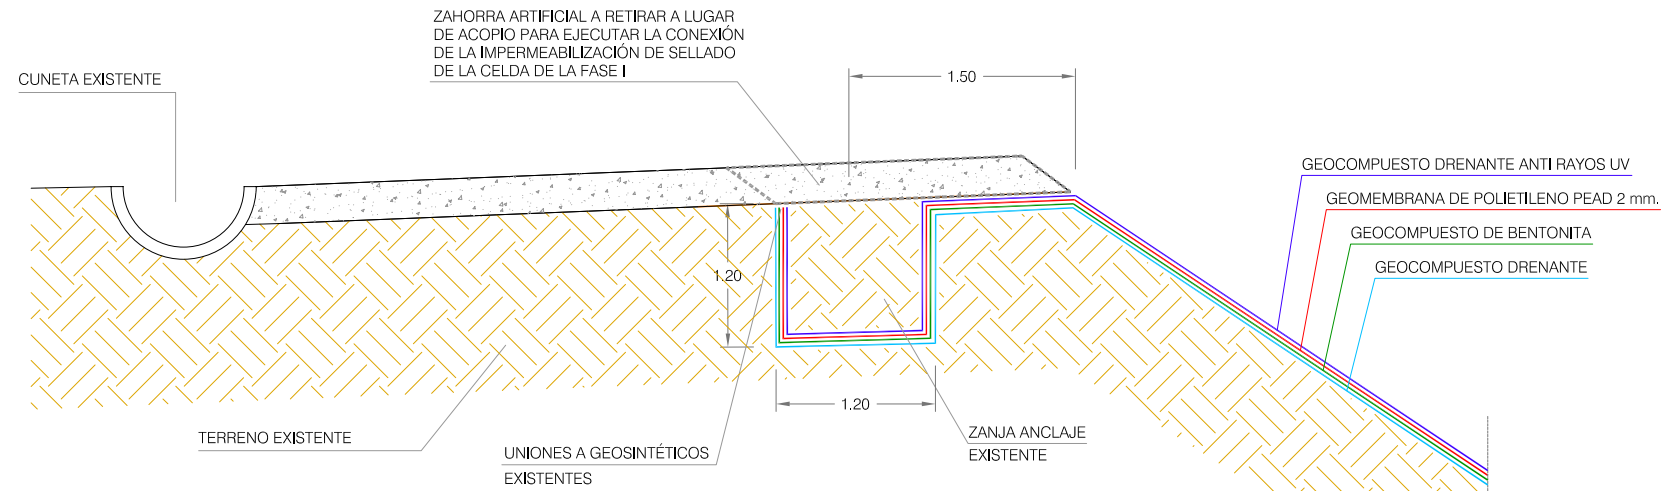 ZAHORRA ARTIFICIAL A RETIRAR A LUGAR
DE ACOPIO PARA EJECUTAR LA CONEXIÓN
DE LA IMPERMEABILIZACIÓN DE SELLADO
DE LA CELDA DE LA FASE I
CUNETA EXISTENTE
1.50
GEOCOMPUESTO DRENANTE ANTI RAYOS UV
GEOMEMBRANA DE POLIETILENO PEAD 2 mm.
GEOCOMPUESTO DE BENTONITA
GEOCOMPUESTO DRENANTE
1.20
1.20
TERRENO EXISTENTE
UNIONES A GEOSINTÉTICOS
EXISTENTES
ZANJA ANCLAJE
EXISTENTE